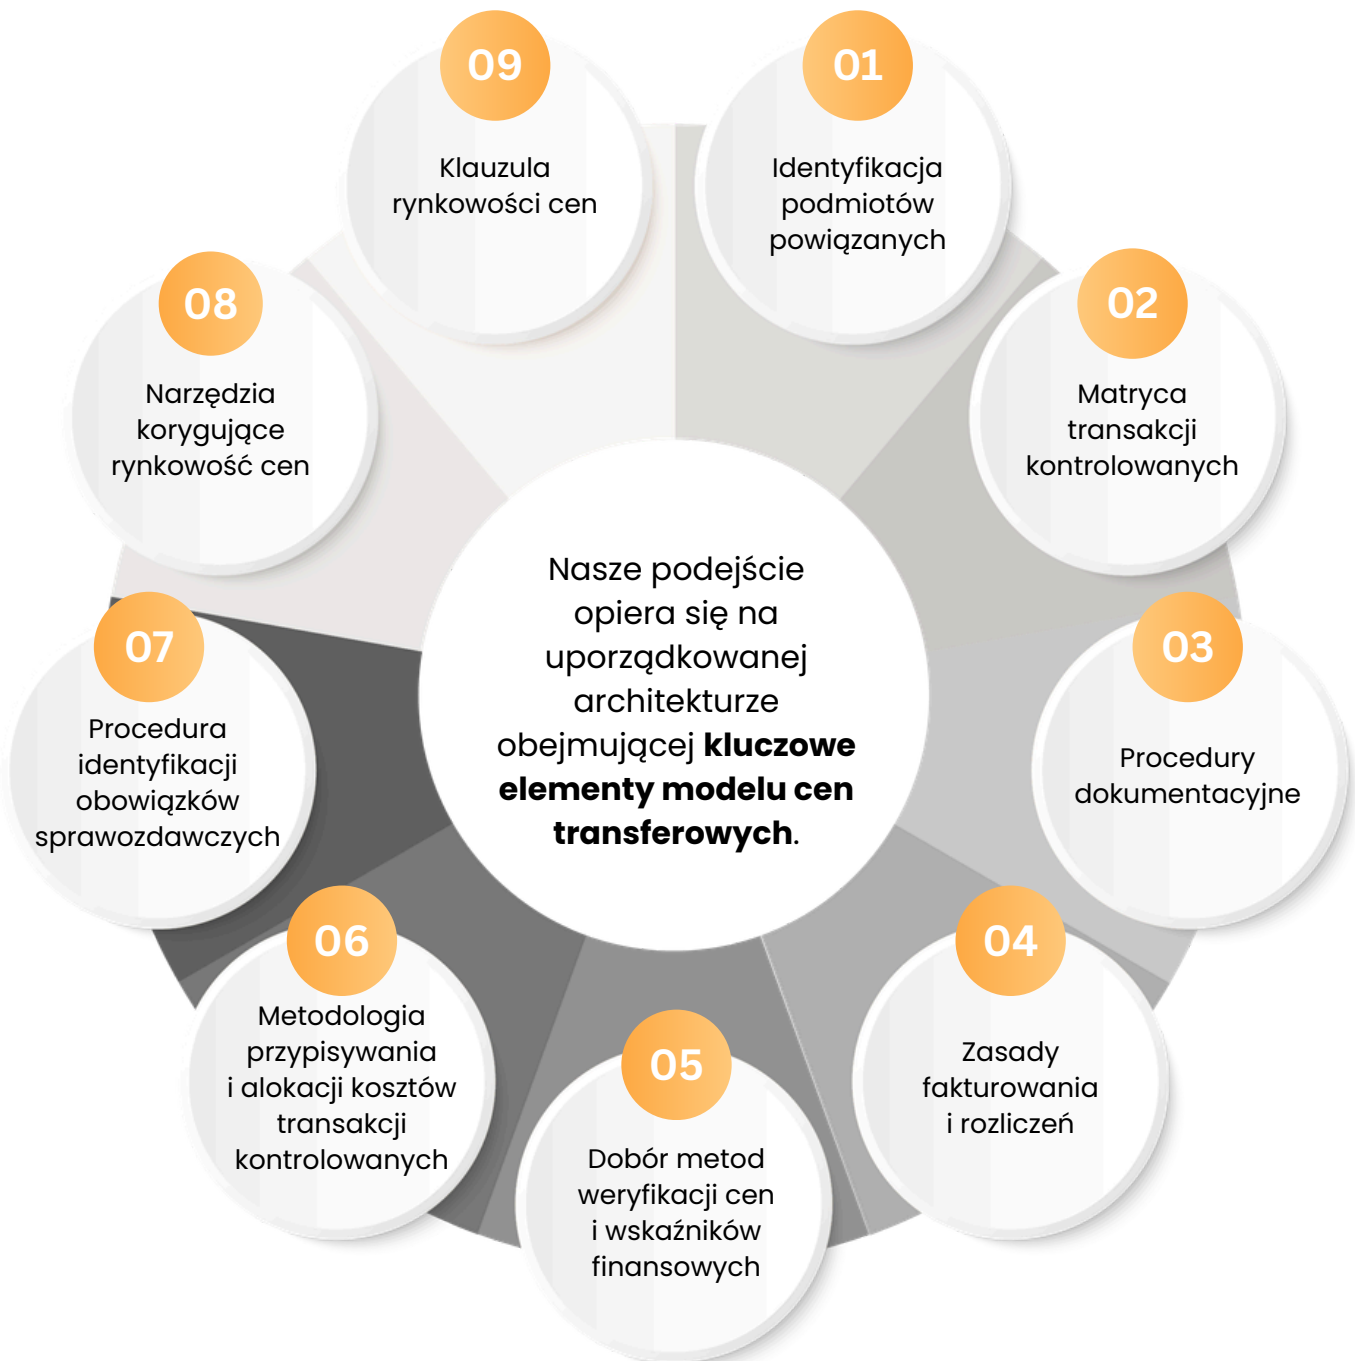 09
Klauzula
rynkowości cen
01
Identyfikacja
podmiotów
powiązanych
08
Narzędzia
korygujące
rynkowość cen
02
Matryca
transakcji
kontrolowanych
Nasze podejście
opiera się na
uporządkowanej
architekturze
obejmującej kluczowe
elementy modelu cen
transferowych.
07
Procedura
identyfikacji
obowiązków
sprawozdawczych
03
Procedury
dokumentacyjne
06
Metodologia
przypisywania
i alokacji kosztów
transakcji
kontrolowanych
04
Zasady
fakturowania
i rozliczeń
05
Dobór metod
weryfikacji cen
i wskaźników
finansowych